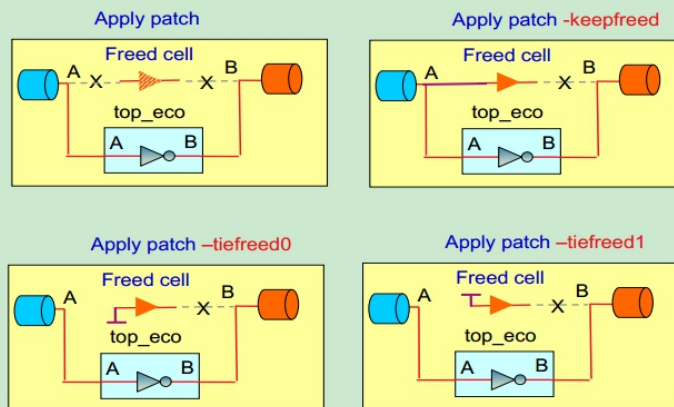 Apply patch
Freed cell
A X X B
top_eco
A B
Apply patch -keepfreed
Freed cell
A X B
top_eco
A B
Apply patch –tiefreed0
Freed cell
A X B
top_eco
A B
Apply patch –tiefreed1
Freed cell
A X B
top_eco
A B